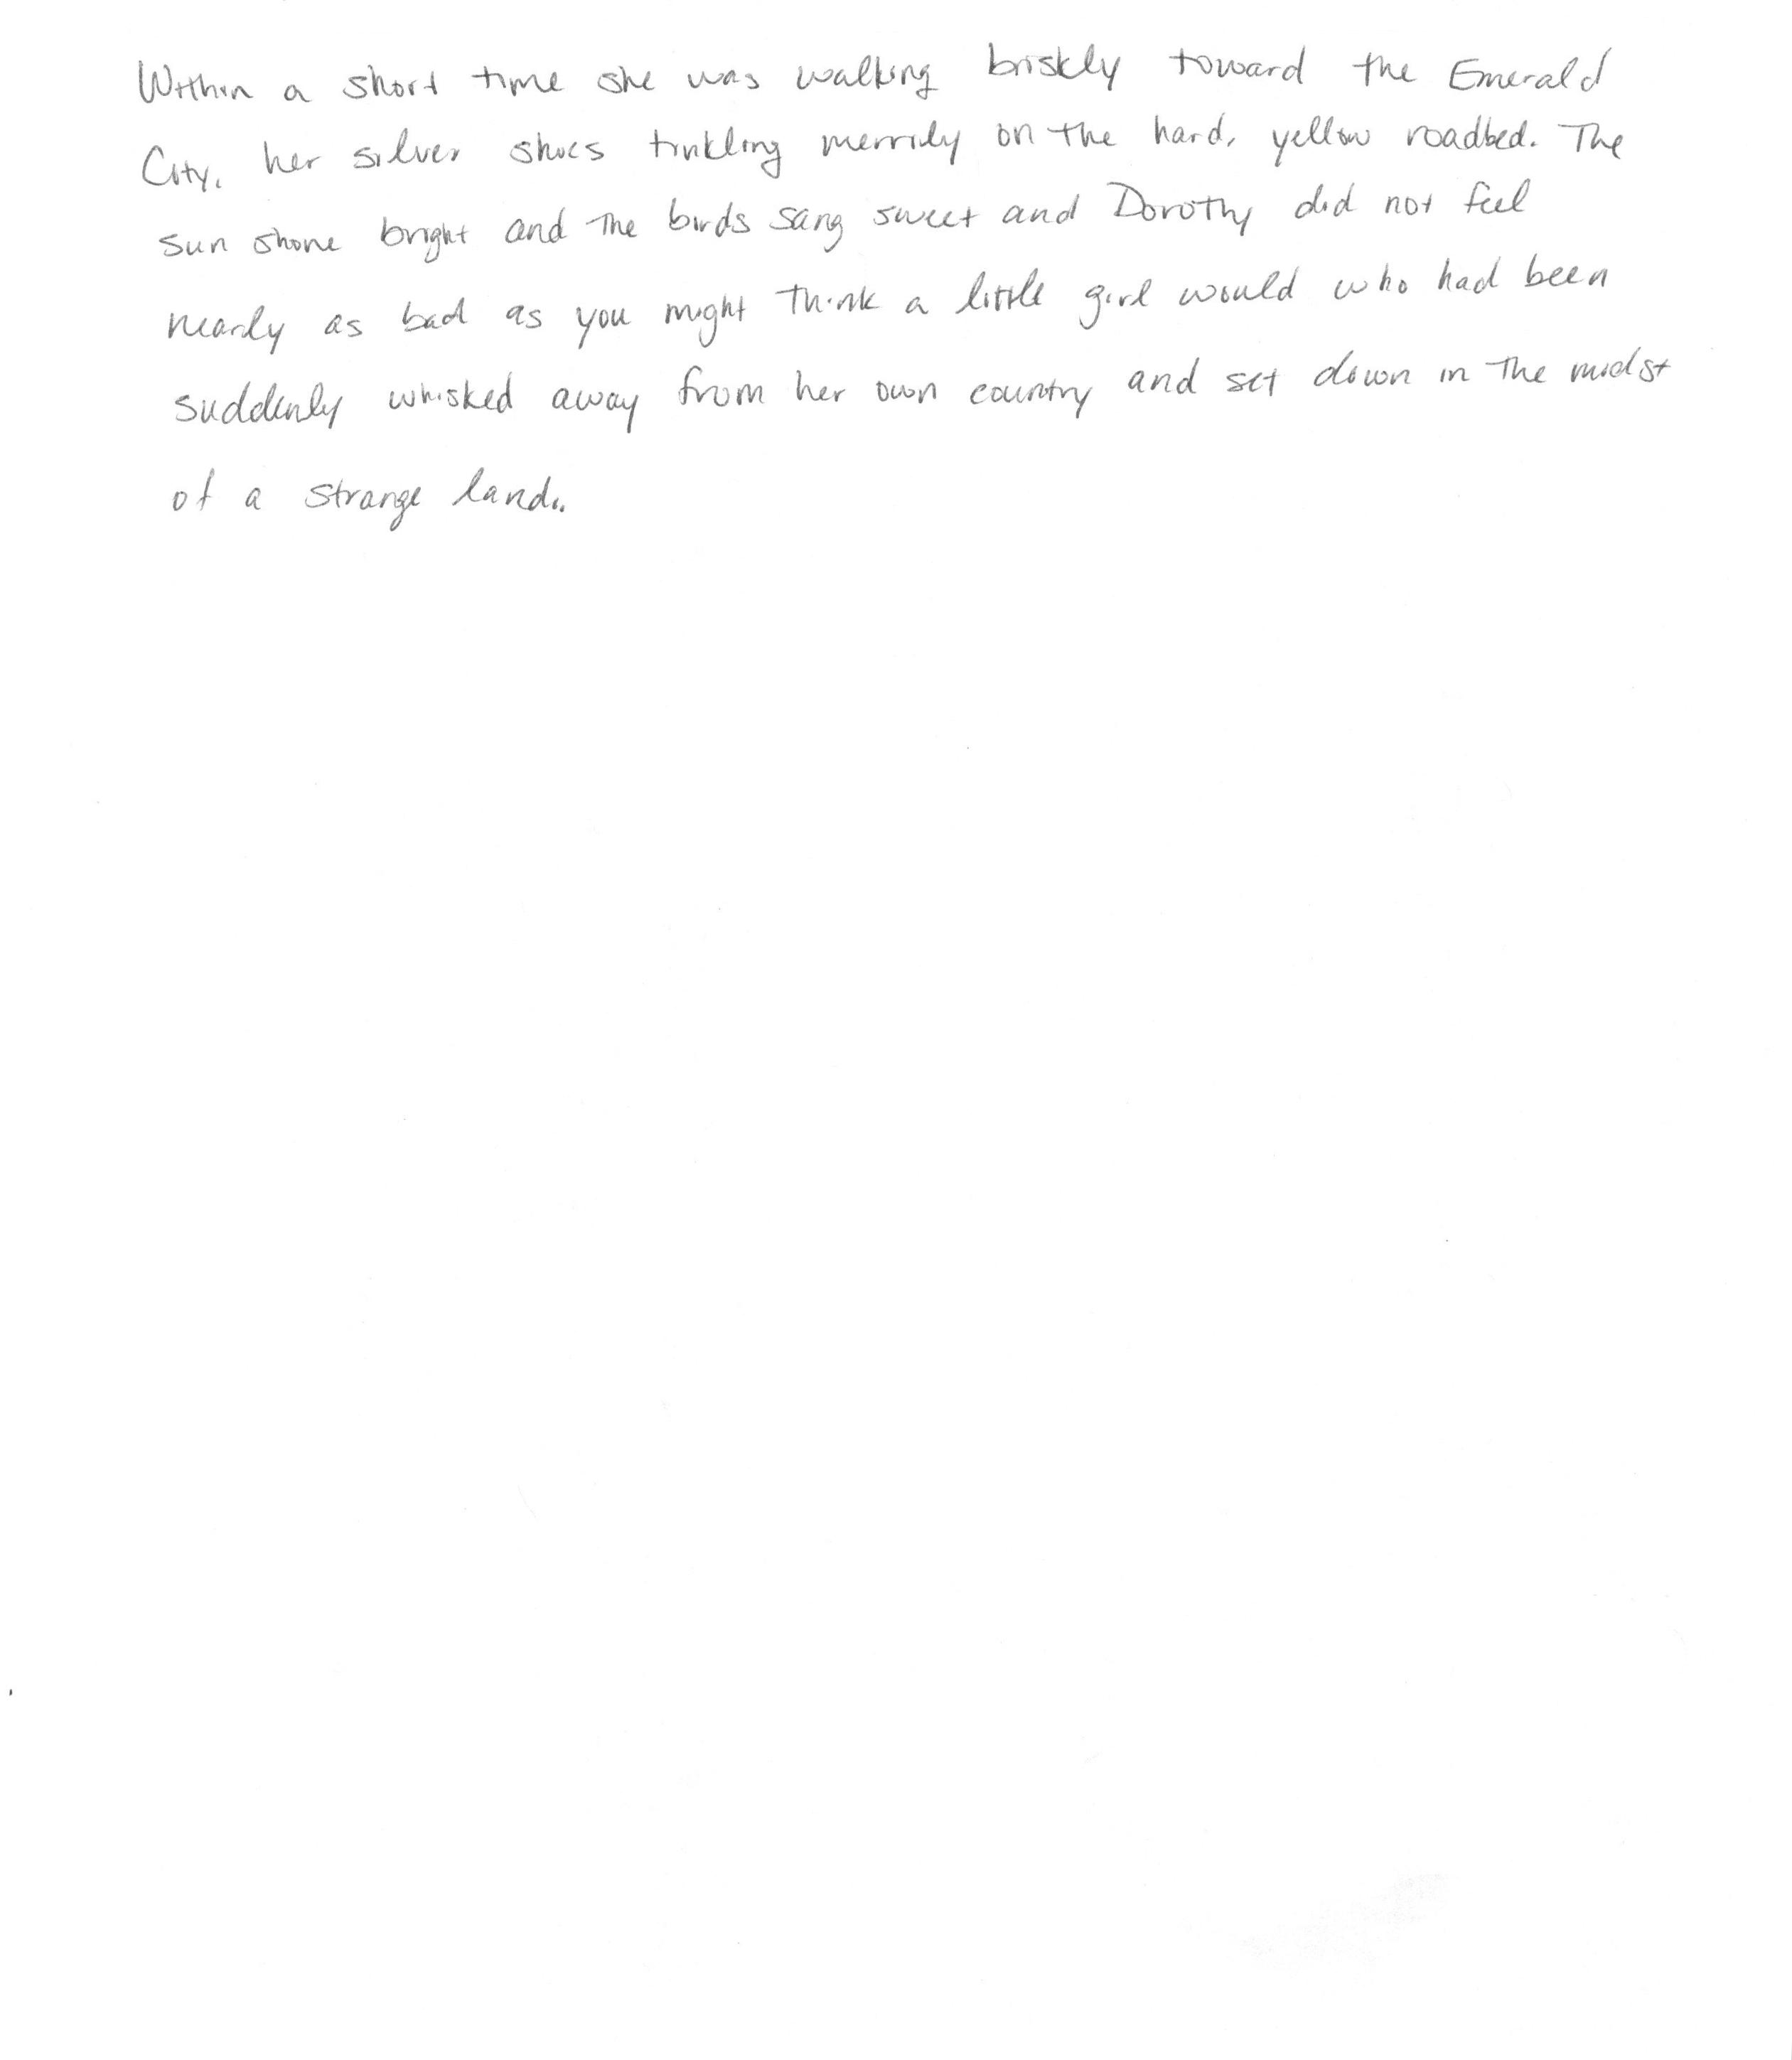 Within a short time she was walking briskly toward the Emerald
City, her silver shoes tinkling merrily on the hard, yellow roadbed. The
sun shone bright and the birds sang sweet and Dorothy did not feel
nearly as bad as you might think a little girl would who had been
suddenly whisked away from her own country and set down in the midst
of a strange land.